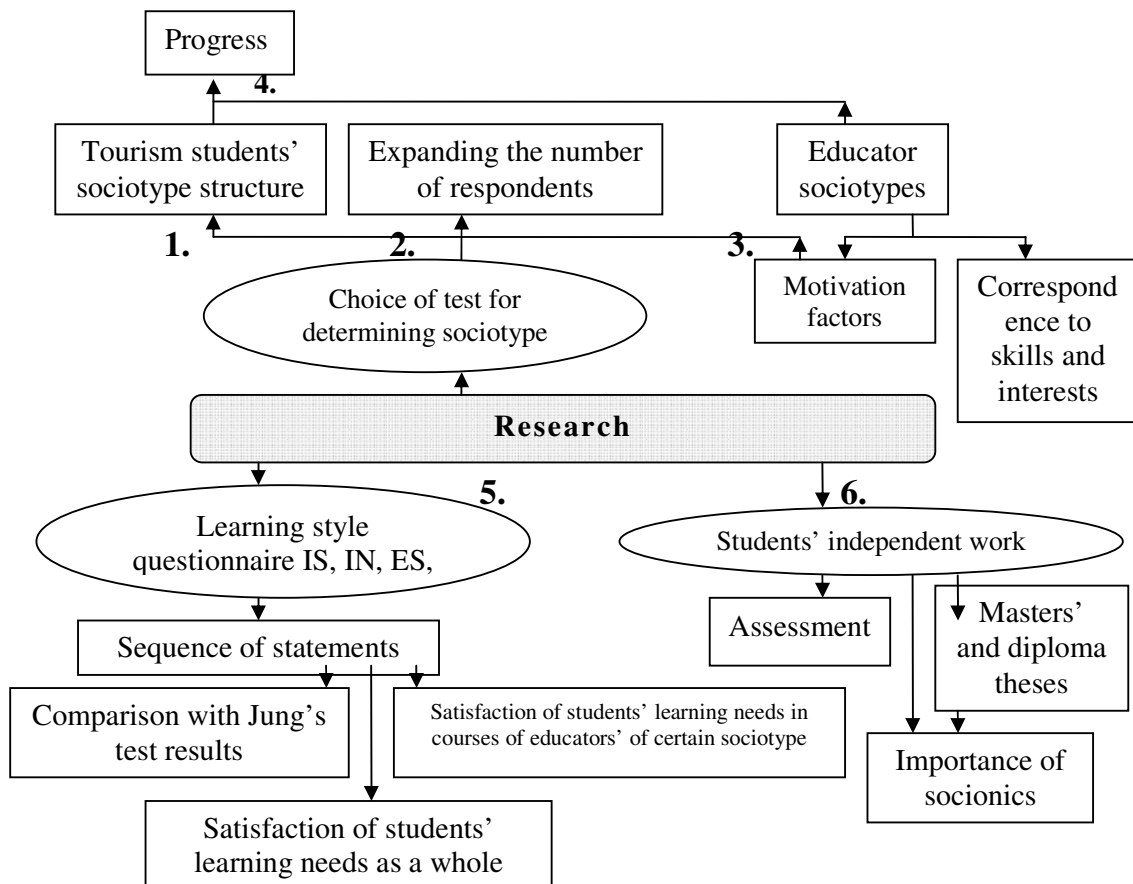 Progress
4.
Tourism students’
sociotype structure
Expanding the number
of respondents
Educator
sociotypes
1.
2.
3.
Choice of test for
determining sociotype
Motivation
factors
Correspond
ence to
skills and
interests
Research
5.
6.
Learning style
questionnaire IS, IN, ES,
Students’ independent work
Sequence of statements
Assessment
Masters’
and diploma
theses
Comparison with Jung’s
test results
Satisfaction of students’ learning needs in
courses of educators’ of certain sociotype
Importance of
socionics
Satisfaction of students’
learning needs as a whole